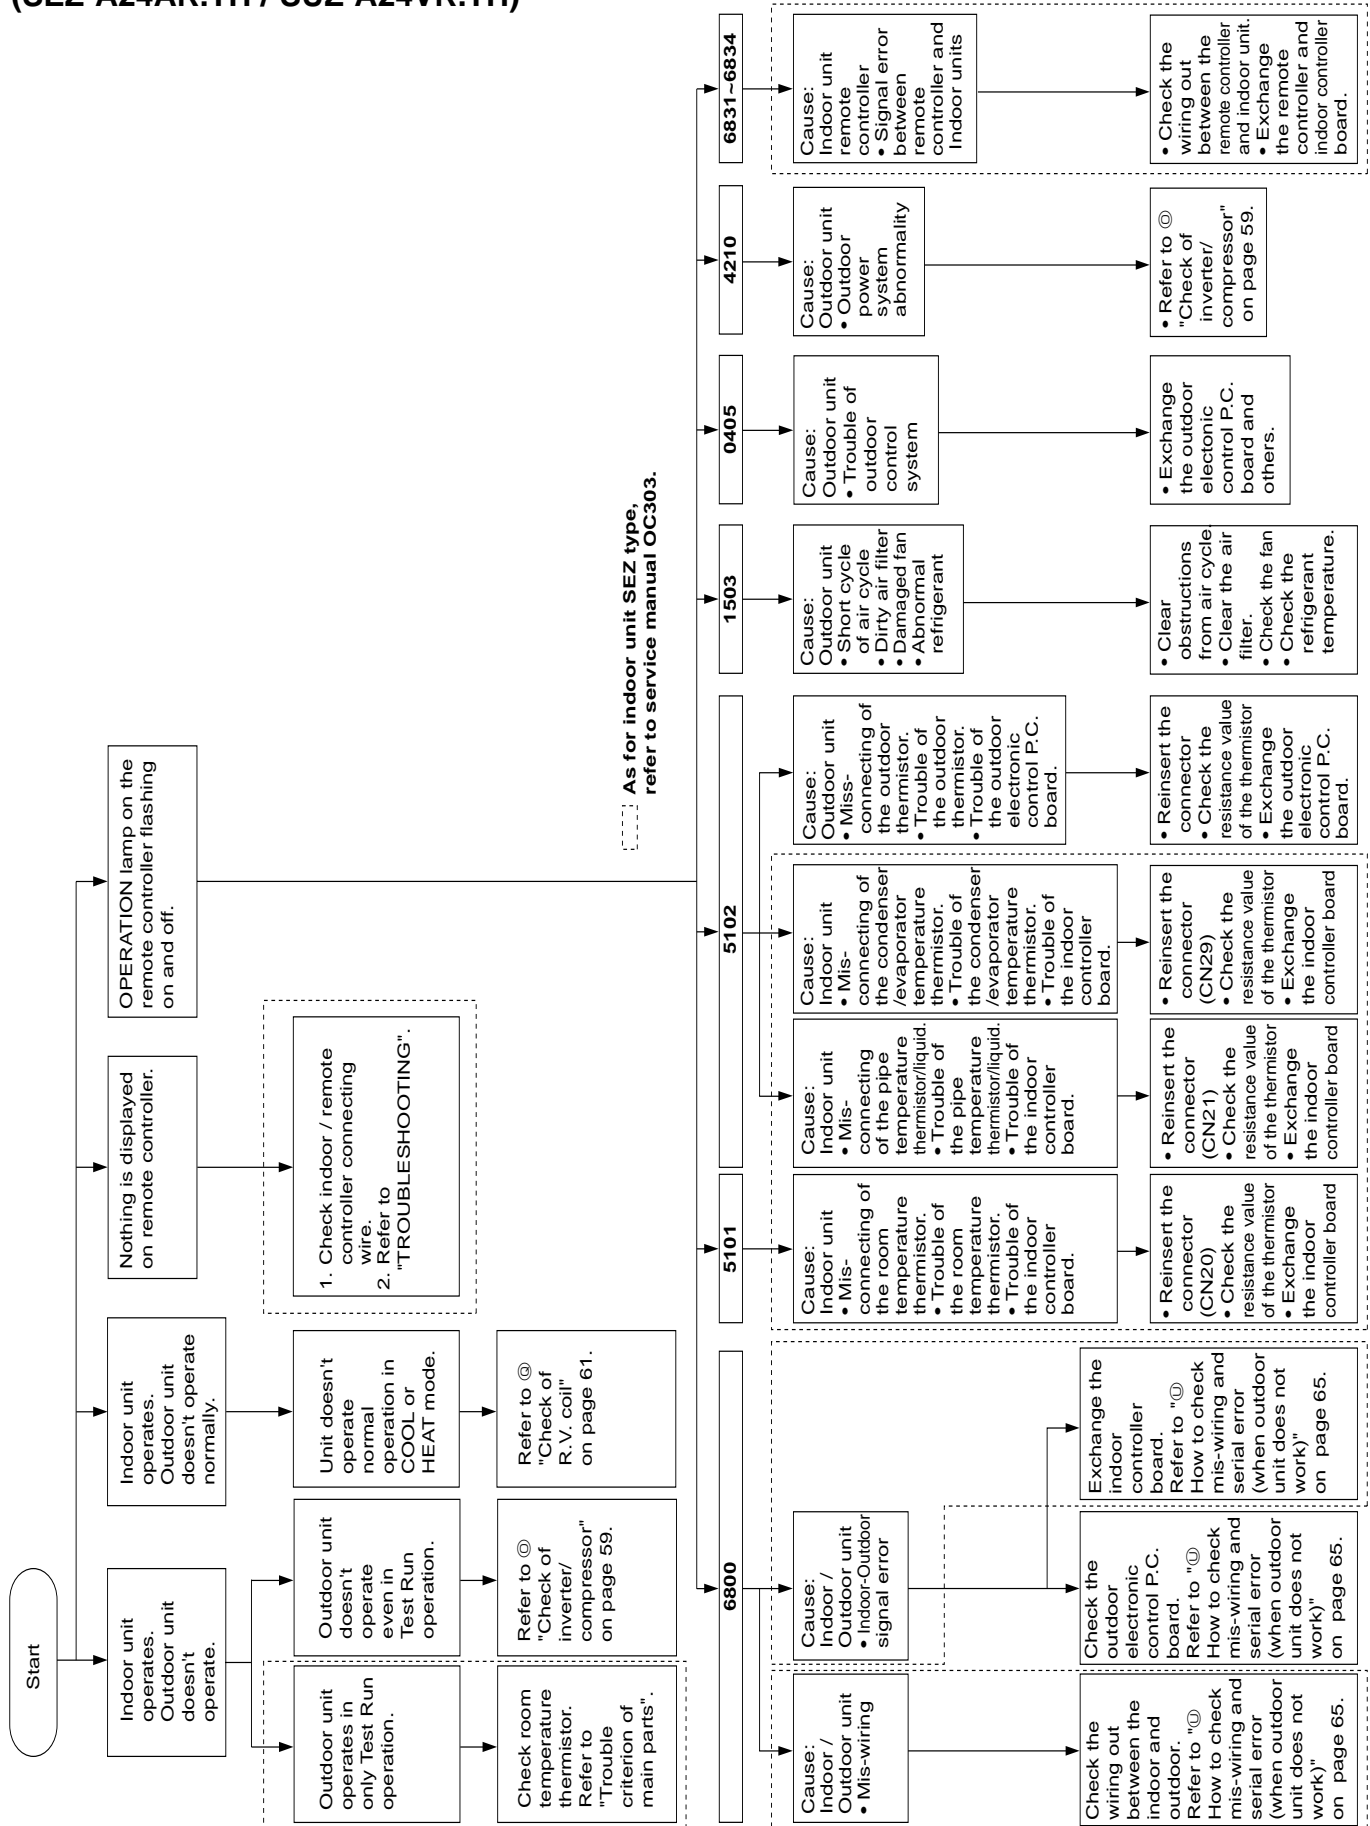 Start
Indoor unit
operates.
Outdoor unit
doesn't
operate.
Indoor unit
operates.
Outdoor unit
doesn't operate
normally.
Nothing is displayed
on remote controller.
OPERATION lamp on the
remote controller flashing
on and off.
Outdoor unit
operates in
only Test Run
operation.
Outdoor unit
doesn't
operate
even in
Test Run
operation.
Unit doesn't
operate
normal
operation in
COOL or
HEAT mode.
1. Check indoor / remote
controller connecting
wire.
2. Refer to
"TROUBLESHOOTING".
Check room
temperature
thermistor.
Refer to
"Trouble
criterion of
main parts".
Refer to Ⓞ
"Check of
inverter/
compressor"
on page 59.
Refer to Ⓠ
"Check of
R.V. coil"
on page 61.
As for indoor unit SEZ type,
refer to service manual OC303.
6800
5101
5102
1503
0405
4210
6831~6834
Cause:
Indoor /
Outdoor unit
• Mis-wiring
Cause:
Indoor /
Outdoor unit
• Indoor-Outdoor
signal error
Cause:
Indoor unit
• Mis-
connecting of
the room
temperature
thermistor.
• Trouble of
the room
temperature
thermistor.
• Trouble of
the indoor
controller
board.
Cause:
Indoor unit
• Mis-
connecting
of the pipe
temperature
thermistor/liquid.
• Trouble of
the pipe
temperature
thermistor/liquid.
• Trouble of
the indoor
controller
board.
Cause:
Indoor unit
• Mis-
connecting of
the condenser
/evaporator
temperature
thermistor.
• Trouble of
the condenser
/evaporator
temperature
thermistor.
• Trouble of
the indoor
controller
board.
Cause:
Outdoor unit
• Miss-
connecting of
the outdoor
thermistor.
• Trouble of
the outdoor
thermistor.
• Trouble of
the outdoor
electronic
control P.C.
board.
Cause:
Outdoor unit
• Short cycle
of air cycle
• Dirty air filter
• Damaged fan
• Abnormal
refrigerant
Cause:
Outdoor unit
• Trouble of
outdoor
control
system
Cause:
Outdoor unit
• Outdoor
power
system
abnormality
Cause:
Indoor unit
remote
controller
• Signal error
between
remote
controller and
Indoor units
Check the
wiring out
between the
indoor and
outdoor.
Refer to "Ⓤ
How to check
mis-wiring and
serial error
(when outdoor
unit does not
work)"
on page 65.
Check the
outdoor
electronic
control P.C.
board.
Refer to "Ⓤ
How to check
mis-wiring and
serial error
(when outdoor
unit does not
work)"
on page 65.
Exchange the
indoor
controller
board.
Refer to "Ⓤ
How to check
mis-wiring and
serial error
(when outdoor
unit does not
work)"
on page 65.
• Reinsert the
connector
(CN20)
• Check the
resistance value
of the thermistor
• Exchange
the indoor
controller board
• Reinsert the
connector
(CN21)
• Check the
resistance value
of the thermistor
• Exchange
the indoor
controller board
• Reinsert the
connector
(CN29)
• Check the
resistance value
of the thermistor
• Exchange
the indoor
controller board
• Reinsert the
connector
• Check the
resistance value
of the thermistor
• Exchange
the outdoor
electronic
control P.C.
board.
• Clear
obstructions
from air cycle.
• Clear the air
filter.
• Check the fan
• Check the
refrigerant
temperature.
• Exchange
the outdoor
electonic
control P.C.
board and
others.
• Refer to Ⓞ
"Check of
inverter/
compressor"
on page 59.
• Check the
wiring out
between the
remote controller
and indoor unit.
• Exchange
the remote
controller and
indoor controller
board.